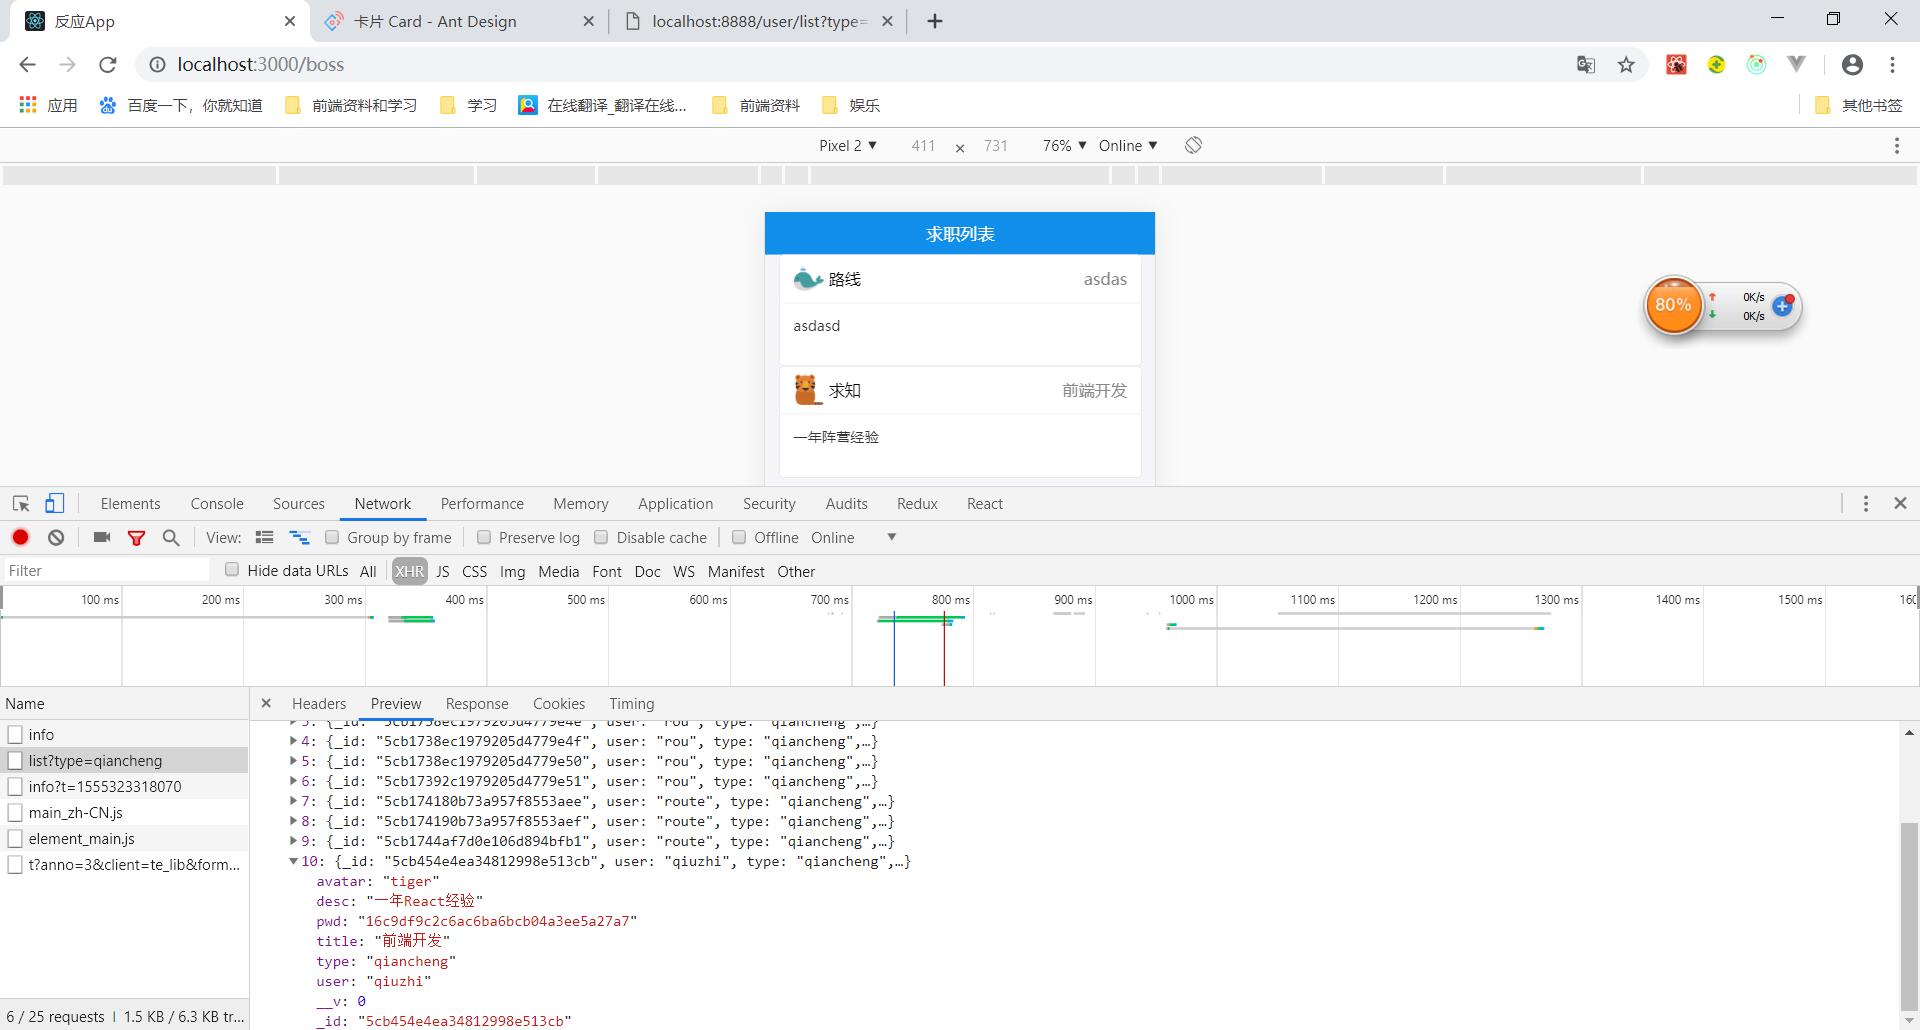 反应App
卡片 Card - Ant Design
localhost:8888/user/list?type=
localhost:3000/boss
应用
百度一下，你就知道
前端资料和学习
学习
在线翻译_翻译在线...
前端资料
娱乐
其他书签
Pixel 2 ▼ 411 × 731 76% ▼ Online ▼
求职列表
路线 asdas
asdasd
求知 前端开发
一年阵营经验
80%
0K/s
0K/s
Elements Console Sources Network Performance Memory Application Security Audits Redux React
View: Group by frame Preserve log Disable cache Offline Online ▼
Filter Hide data URLs All XHR JS CSS Img Media Font Doc WS Manifest Other
100 ms 200 ms 300 ms 400 ms 500 ms 600 ms 700 ms 800 ms 900 ms 1000 ms 1100 ms 1200 ms 1300 ms 1400 ms 1500 ms 160
Name
info
list?type=qiancheng
info?t=1555323318070
main_zh-CN.js
element_main.js
t?anno=3&client=te_lib&form...
6 / 25 requests | 1.5 KB / 6.3 KB tr...
Headers Preview Response Cookies Timing
3: {_id: "5cb1738ec1979205d4779e4e", user: "rou", type: "qiancheng",…}
4: {_id: "5cb1738ec1979205d4779e4f", user: "rou", type: "qiancheng",…}
5: {_id: "5cb1738ec1979205d4779e50", user: "rou", type: "qiancheng",…}
6: {_id: "5cb17392c1979205d4779e51", user: "rou", type: "qiancheng",…}
7: {_id: "5cb174180b73a957f8553aee", user: "route", type: "qiancheng",…}
8: {_id: "5cb174190b73a957f8553aef", user: "route", type: "qiancheng",…}
9: {_id: "5cb1744af7d0e106d894bfb1", user: "route", type: "qiancheng",…}
10: {_id: "5cb454e4ea34812998e513cb", user: "qiuzhi", type: "qiancheng",…}
avatar: "tiger"
desc: "一年React经验"
pwd: "16c9df9c2c6ac6ba6bcb04a3ee5a27a7"
title: "前端开发"
type: "qiancheng"
user: "qiuzhi"
__v: 0
_id: "5cb454e4ea34812998e513cb"